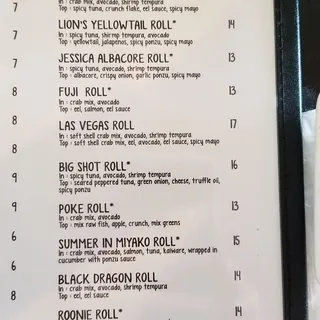 In : crab mix, avocado, shrimp tempura
7 Top : spicy tuna, crunch flake, eel sauce, spicy mayo
LION'S YELLOWTAIL ROLL* 14
7 In : spicy tuna, shrimp tempura, avocado
Top : yellowtail, jalapenos, spicy ponzu, spicy mayo
JESSICA ALBACORE ROLL* 13
7 In : spicy tuna, avocado, shrimp tempura
Top : albacore, crispy onion, garlic ponzu, spicy mayo
8 FUJI ROLL* 13
In : crab mix, avocado
Top : eel, salmon, eel sauce
8 LAS VEGAS ROLL 17
In : soft shell crab mix, avocado, shrimp tempura
Top : soft shell crab mix, eel, avocado, eel sauce, spicy mayo
9 BIG SHOT ROLL* 16
In : spicy tuna, avocado, shrimp tempura
Top : seared peppered tuna, green onion, cheese, truffle oil,
spicy ponzu
9 POKE ROLL* 13
In : crab mix, avocado
Top : mix raw fish, apple, crunch, mix greens
6
SUMMER IN MIYAKO ROLL* 15
6 In : crab mix, avocado, salmon, tuna, kaiware, wrapped in
cucumber with ponzu sauce
BLACK DRAGON ROLL 14
8 In : crab mix, avocado, shrimp tempura
Top : eel, eel sauce
ROONIE ROLL* 14